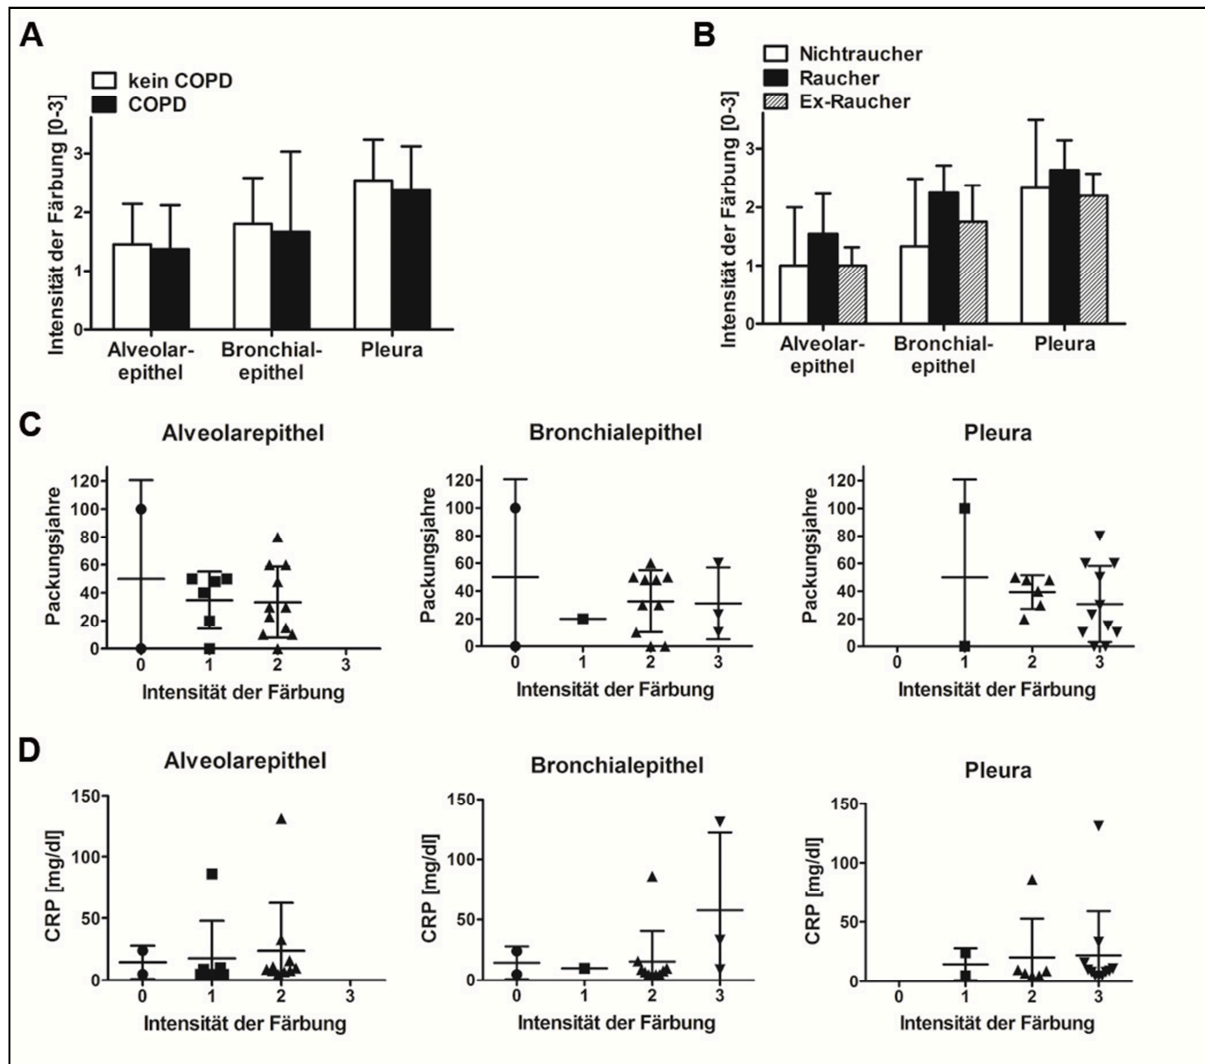 A
kein COPD
COPD
Intensität der Färbung [0-3]
3
2
1
0
Alveolar-
epithel
Bronchial-
epithel
Pleura
B
Nichtraucher
Raucher
Ex-Raucher
Intensität der Färbung [0-3]
3
2
1
0
Alveolar-
epithel
Bronchial-
epithel
Pleura
C
Alveolarepithel
Packungsjahre
120
100
80
60
40
20
0
0 1 2 3
Intensität der Färbung
Bronchialepithel
Packungsjahre
120
100
80
60
40
20
0
0 1 2 3
Intensität der Färbung
Pleura
Packungsjahre
120
100
80
60
40
20
0
0 1 2 3
Intensität der Färbung
D
Alveolarepithel
CRP [mg/dl]
150
100
50
0
0 1 2 3
Intensität der Färbung
Bronchialepithel
CRP [mg/dl]
150
100
50
0
0 1 2 3
Intensität der Färbung
Pleura
CRP [mg/dl]
150
100
50
0
0 1 2 3
Intensität der Färbung